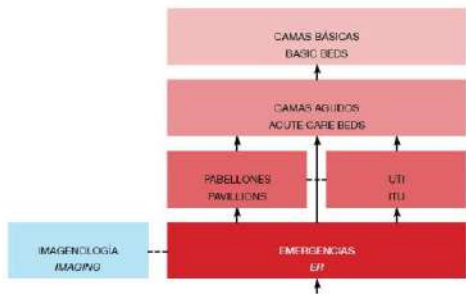 CAMAS BÁSICAS
BASIC BEDS
CAMAS AGUDOS
ACUTE CARE BEDS
PABELLONES
PAVILLIONS
UTI
ITU
IMAGENOLOGÍA
IMAGING
EMERGENCIAS
ER